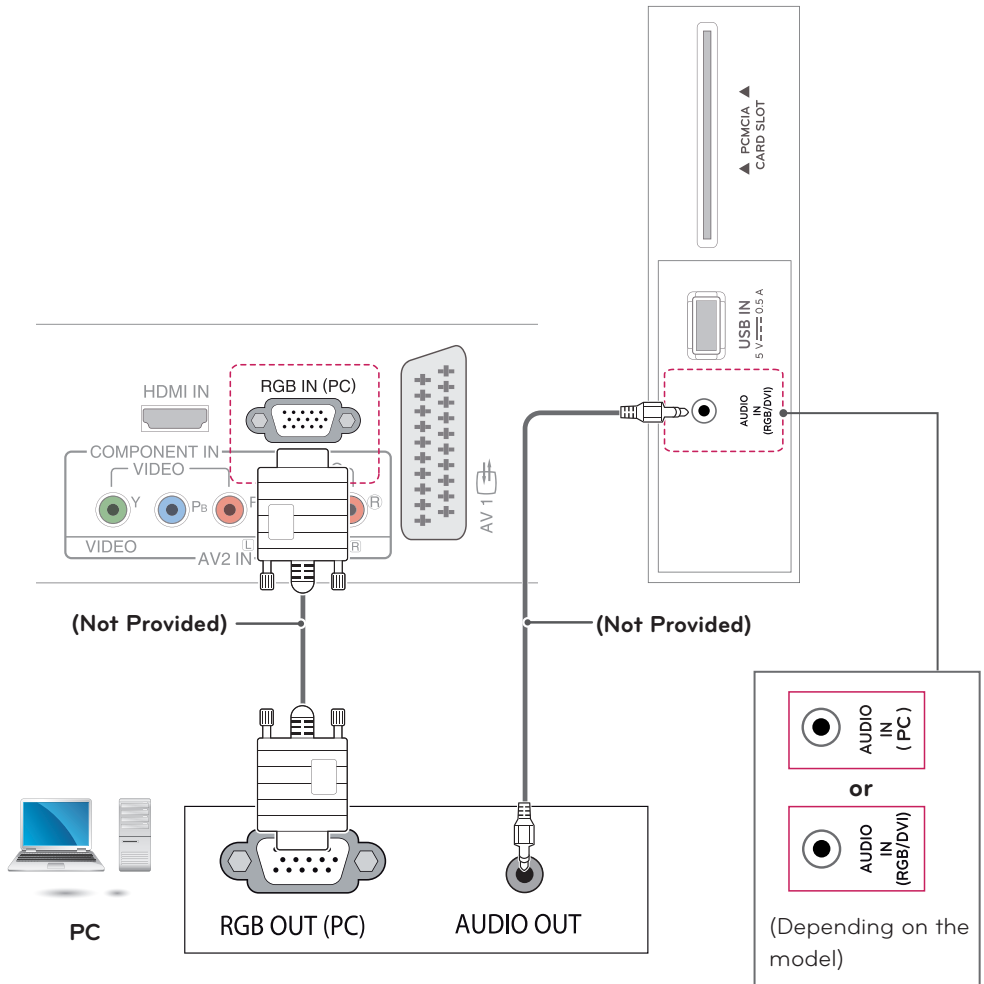 ▲ PCMCIA ▲
CARD SLOT
USB IN
5 V 0.5 A
AUDIO
IN
(RGB/DVI)
HDMI IN
RGB IN (PC)
COMPONENT IN
VIDEO
Y
PB
R
VIDEO
AV2 IN
L
R
AV 1
(Not Provided)
(Not Provided)
AUDIO
IN
( PC )
or
AUDIO
IN
(RGB/DVI)
(Depending on the
model)
PC
RGB OUT (PC)
AUDIO OUT